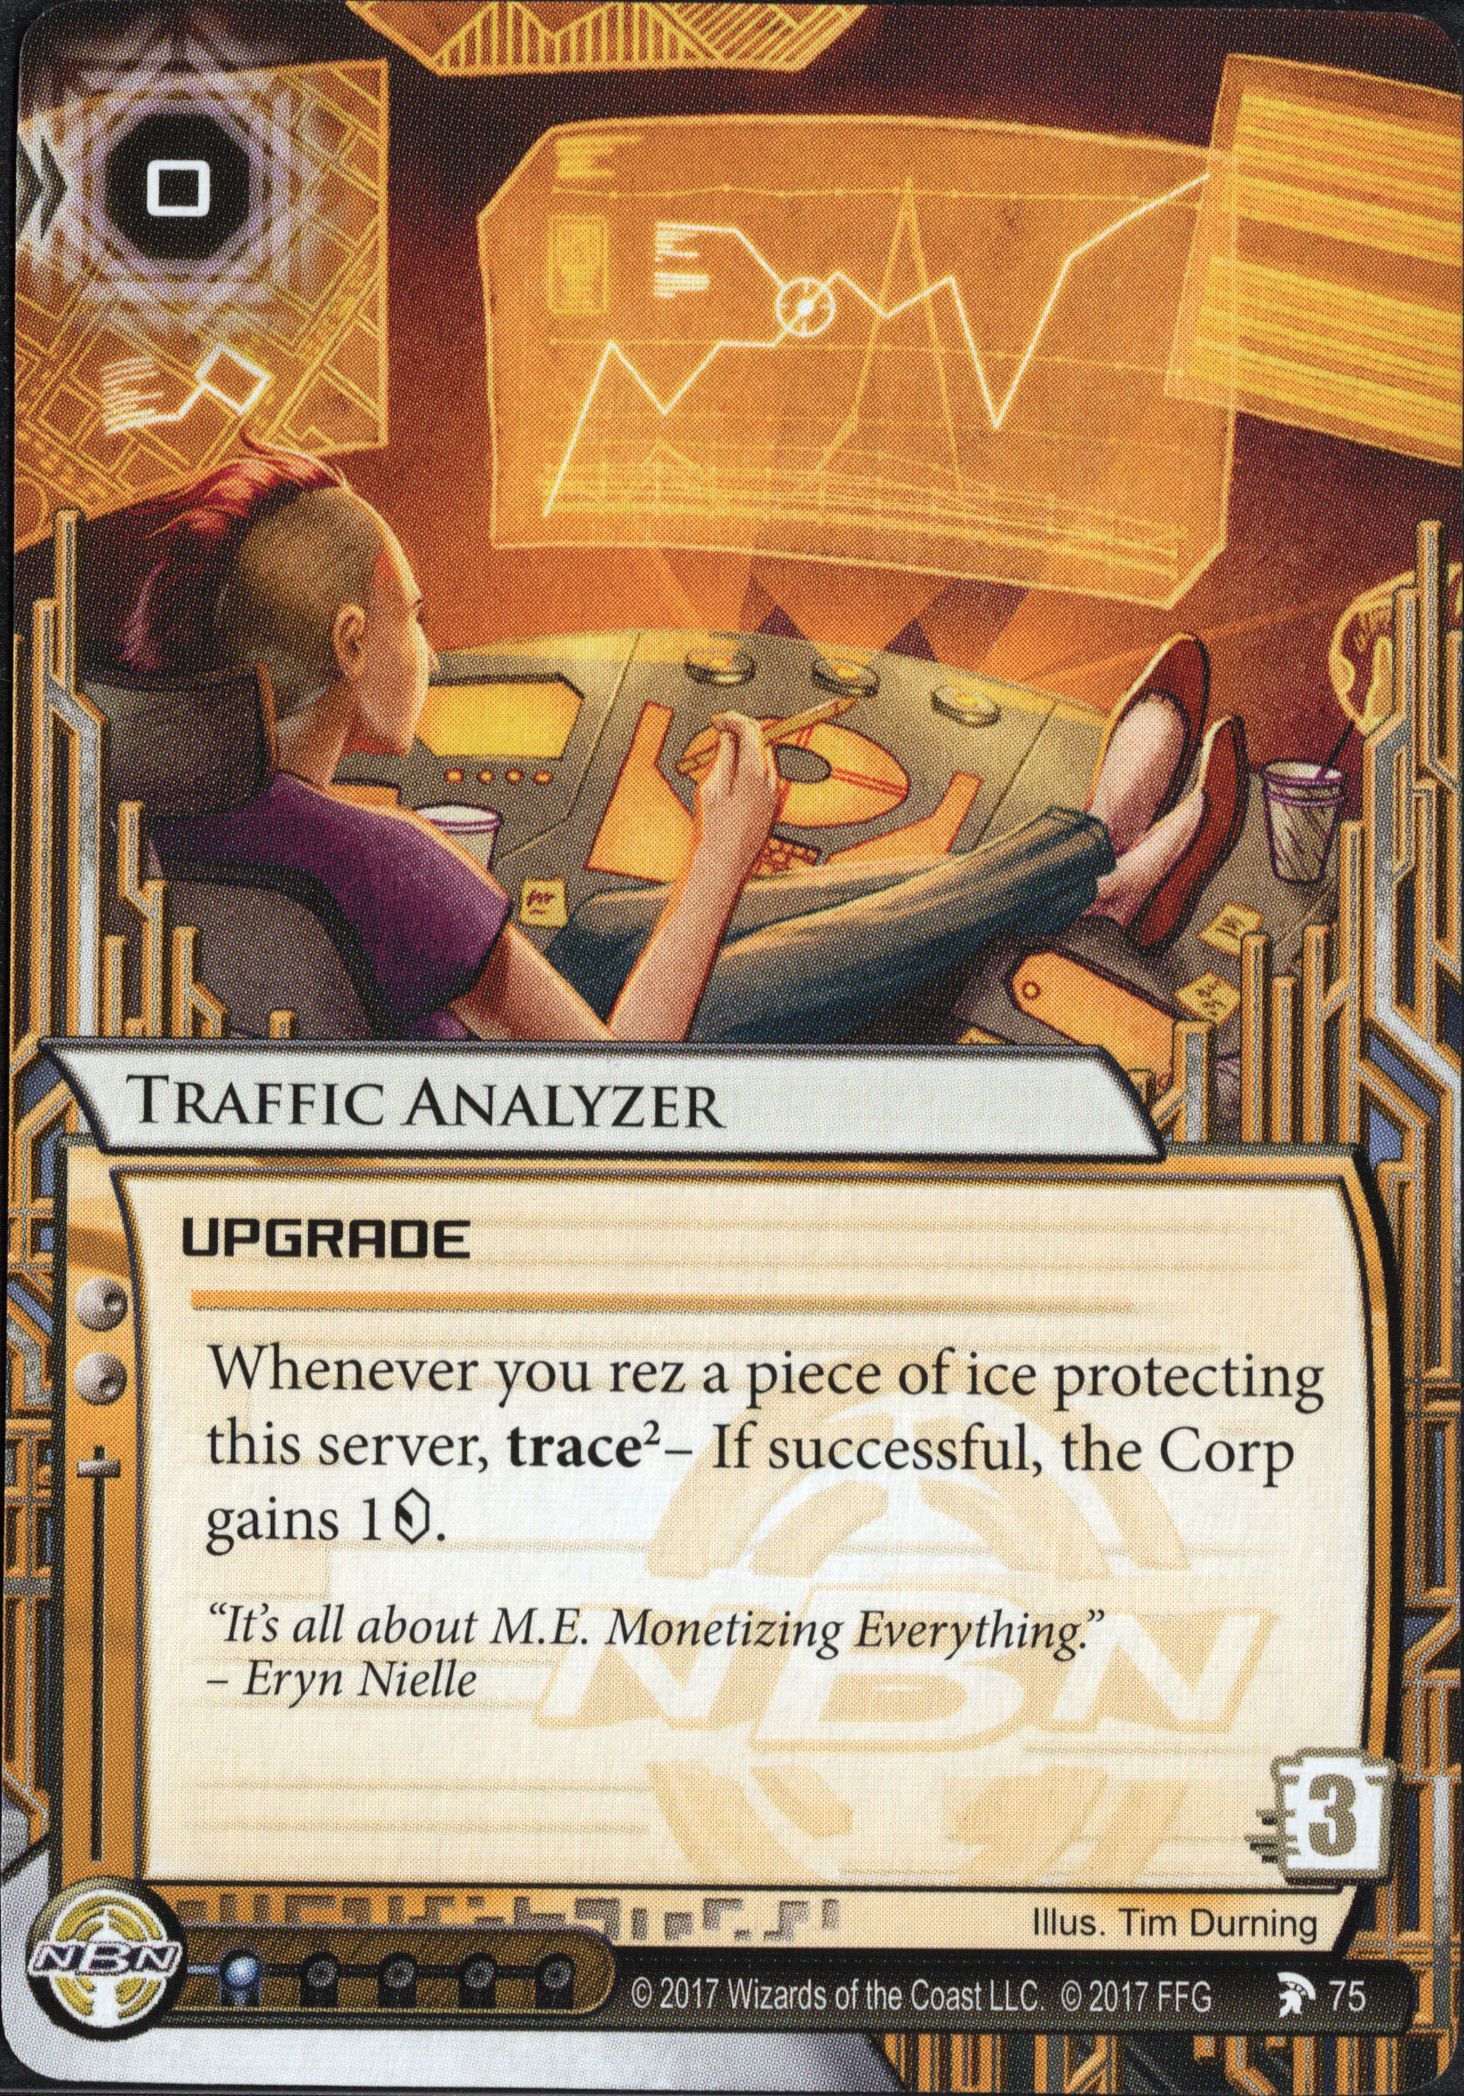 0
TRAFFIC ANALYZER
UPGRADE
Whenever you rez a piece of ice protecting
this server, trace²– If successful, the Corp
gains 1.
“It’s all about M.E. Monetizing Everything.”
– Eryn Nielle
NBN
3
Illus. Tim Durning
NBN
© 2017 Wizards of the Coast LLC. © 2017 FFG 75